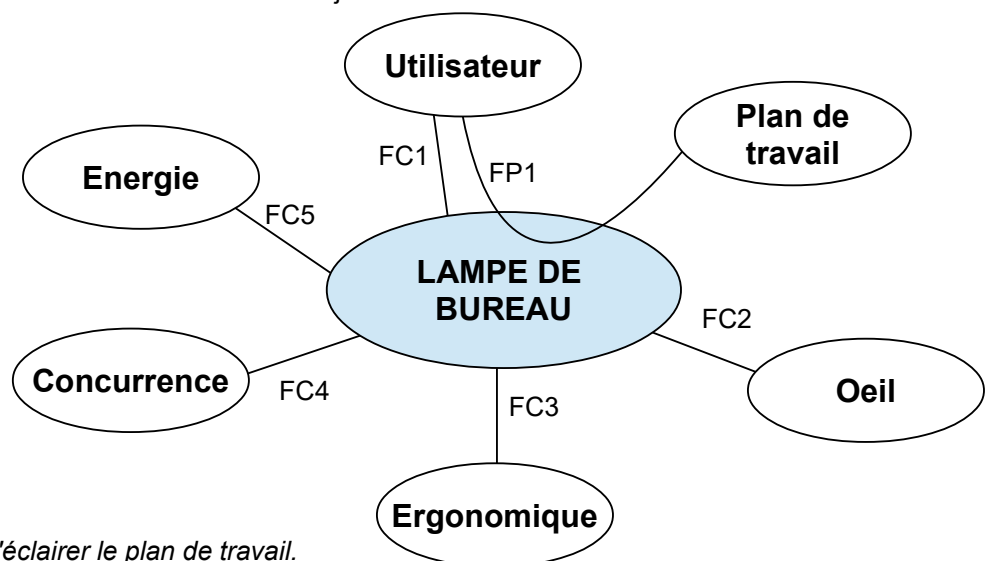 Utilisateur
Plan de
travail
FC1
FP1
Energie
FC5
LAMPE DE
BUREAU
FC2
Concurrence
FC4
FC3
Oeil
Ergonomique
'éclairer le plan de travail.